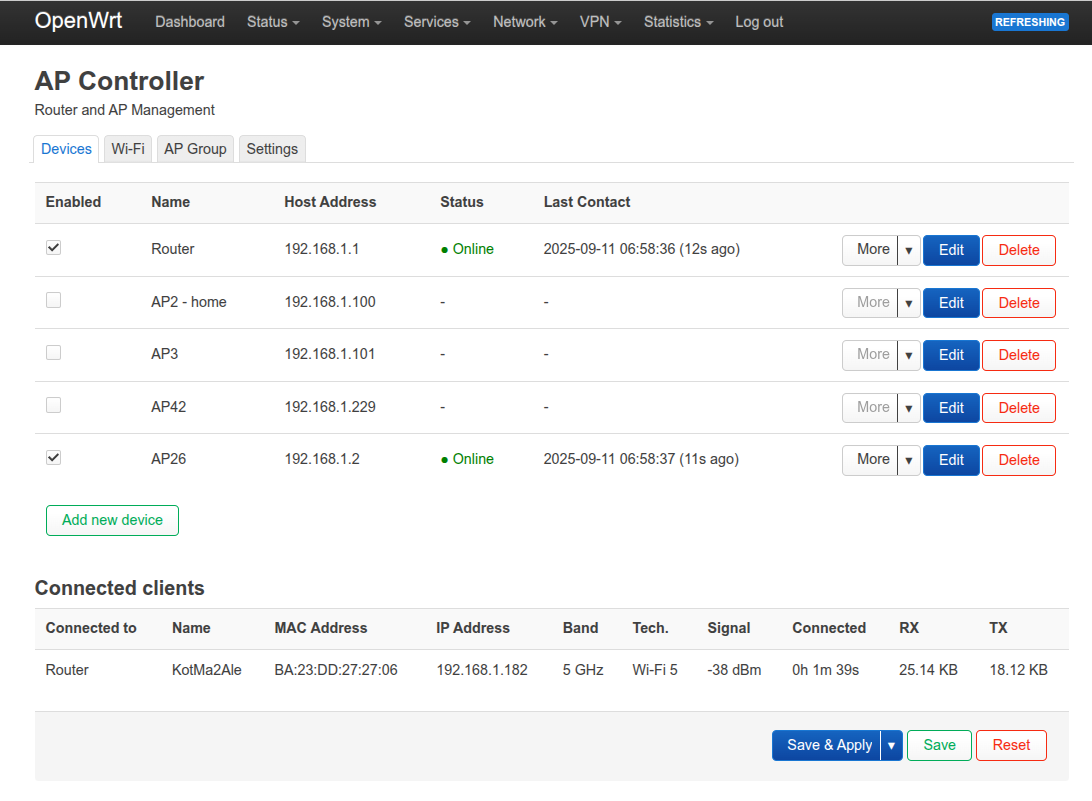 OpenWrt Dashboard Status System Services Network VPN Statistics Log out REFRESHING
AP Controller
Router and AP Management
Devices Wi-Fi AP Group Settings
Enabled Name Host Address Status Last Contact
Router 192.168.1.1 ● Online 2025-09-11 06:58:36 (12s ago) More ▾ Edit Delete
AP2 - home 192.168.1.100 - - More ▾ Edit Delete
AP3 192.168.1.101 - - More ▾ Edit Delete
AP42 192.168.1.229 - - More ▾ Edit Delete
AP26 192.168.1.2 ● Online 2025-09-11 06:58:37 (11s ago) More ▾ Edit Delete
Add new device
Connected clients
Connected to Name MAC Address IP Address Band Tech. Signal Connected RX TX
Router KotMa2Ale BA:23:DD:27:27:06 192.168.1.182 5 GHz Wi-Fi 5 -38 dBm 0h 1m 39s 25.14 KB 18.12 KB
Save & Apply ▾ Save Reset